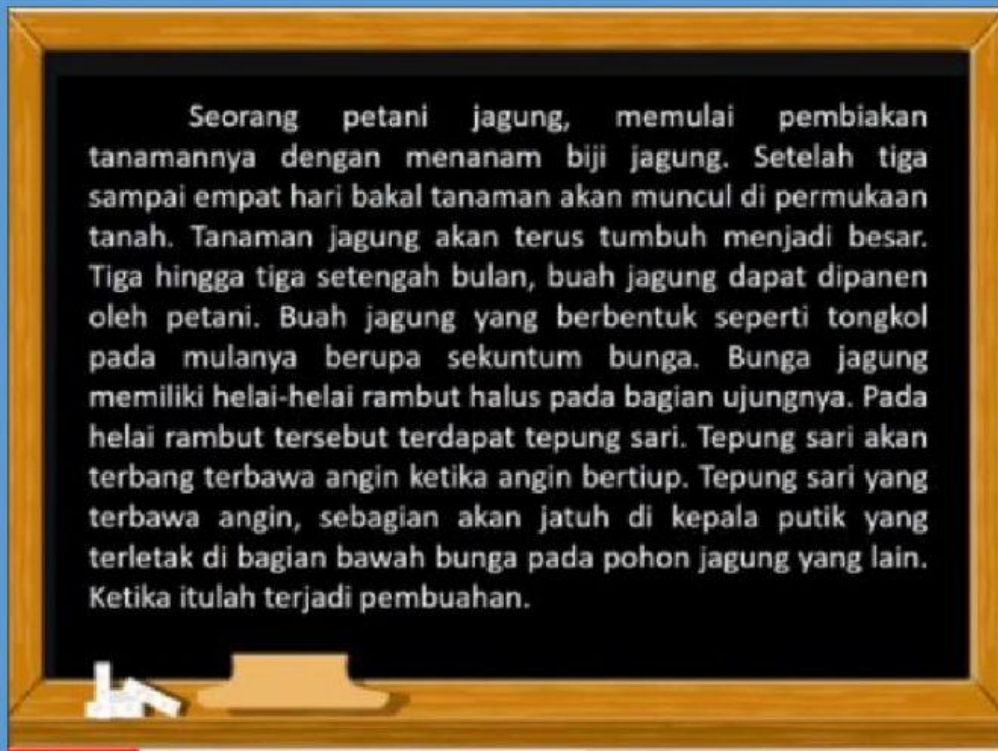 Seorang petani jagung, memulai pembiakan
tanamannya dengan menanam biji jagung. Setelah tiga
sampai empat hari bakal tanaman akan muncul di permukaan
tanah. Tanaman jagung akan terus tumbuh menjadi besar.
Tiga hingga tiga setengah bulan, buah jagung dapat dipanen
oleh petani. Buah jagung yang berbentuk seperti tongkol
pada mulanya berupa sekuntum bunga. Bunga jagung
memiliki helai-helai rambut halus pada bagian ujungnya. Pada
helai rambut tersebut terdapat tepung sari. Tepung sari akan
terbang terbawa angin ketika angin bertiup. Tepung sari yang
terbawa angin, sebagian akan jatuh di kepala putik yang
terletak di bagian bawah bunga pada pohon jagung yang lain.
Ketika itulah terjadi pembuahan.